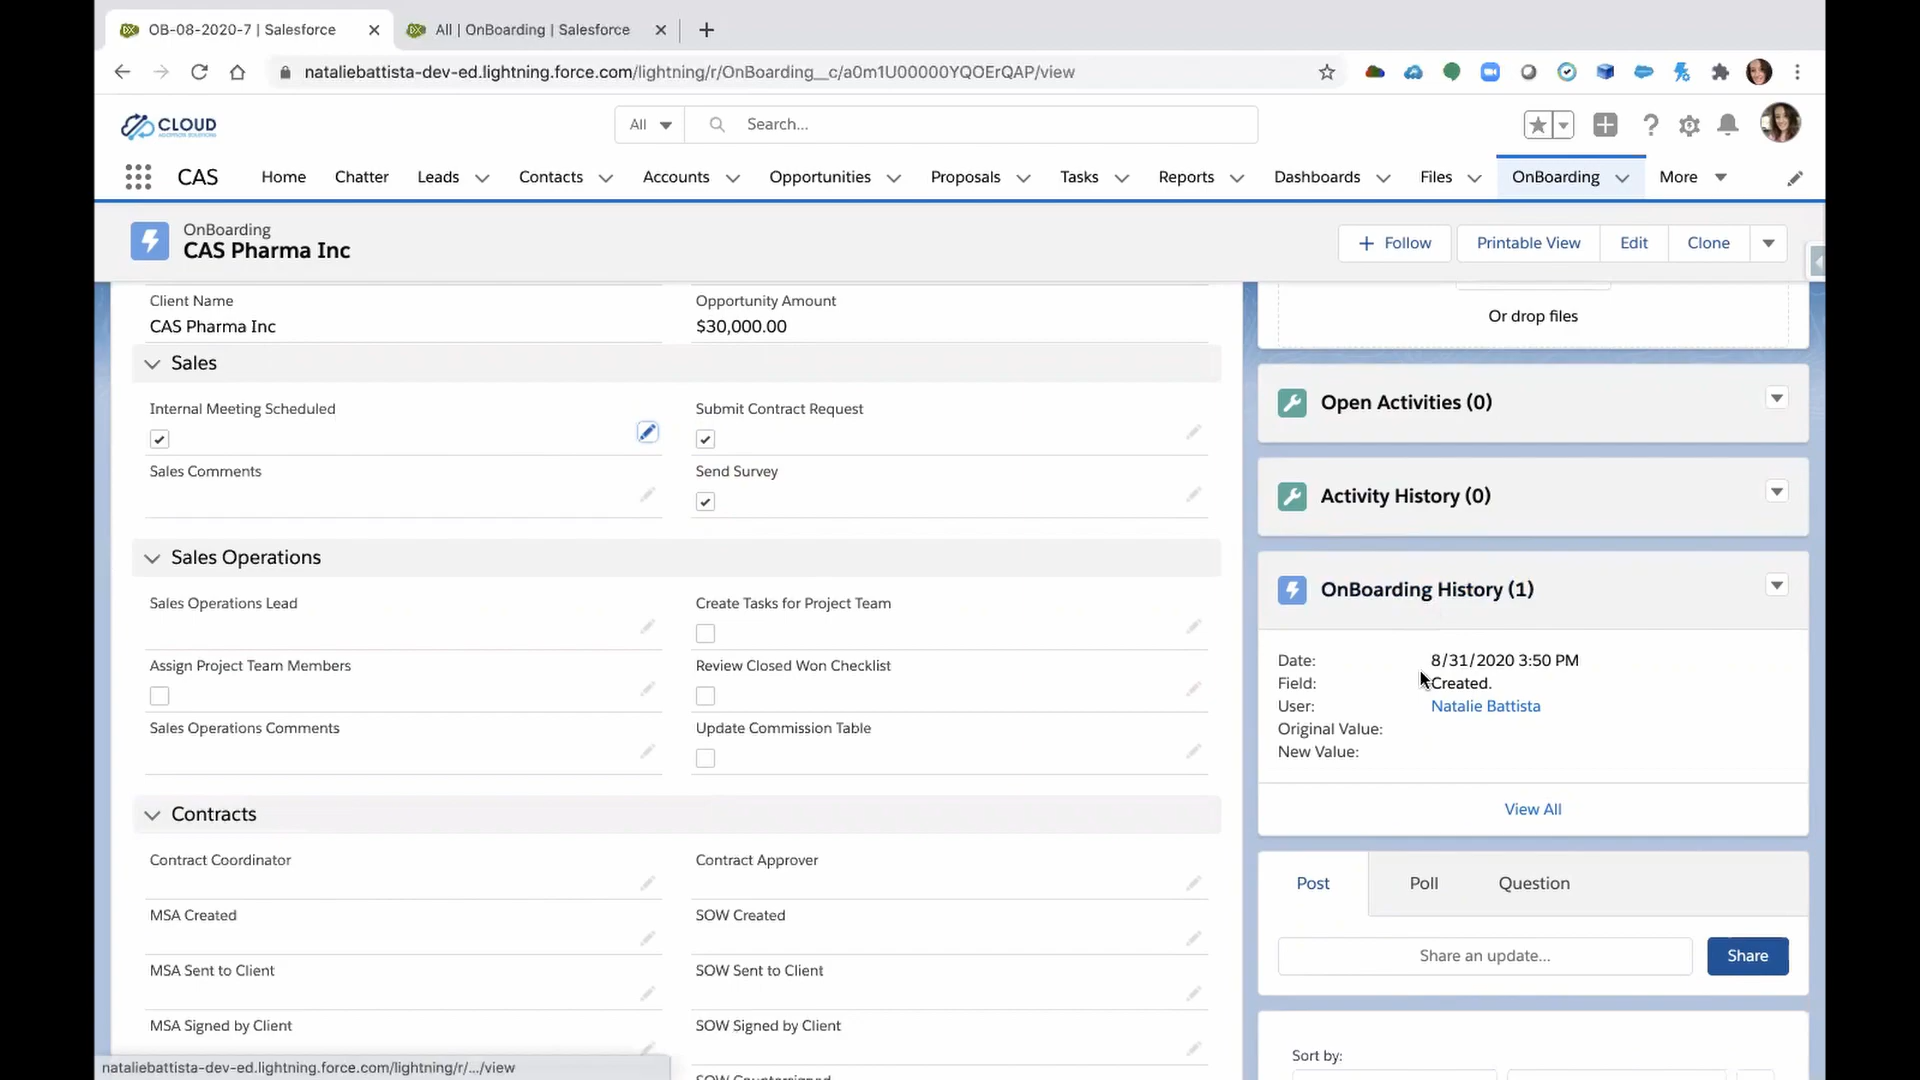 OB-08-2020-7 | Salesforce
All | OnBoarding | Salesforce
nataliebattista-dev-ed.lightning.force.com/lightning/r/OnBoarding__c/a0m1U00000YQOErQAP/view
CLOUD
All
Search...
CAS
Home
Chatter
Leads
Contacts
Accounts
Opportunities
Proposals
Tasks
Reports
Dashboards
Files
OnBoarding
More
OnBoarding
CAS Pharma Inc
Follow
Printable View
Edit
Clone
Client Name
CAS Pharma Inc
Opportunity Amount
$30,000.00
Sales
Internal Meeting Scheduled
Submit Contract Request
Sales Comments
Send Survey
Sales Operations
Sales Operations Lead
Create Tasks for Project Team
Assign Project Team Members
Review Closed Won Checklist
Sales Operations Comments
Update Commission Table
Contracts
Contract Coordinator
Contract Approver
MSA Created
SOW Created
MSA Sent to Client
SOW Sent to Client
MSA Signed by Client
SOW Signed by Client
SOW Countersigned
Or drop files
Open Activities (0)
Activity History (0)
OnBoarding History (1)
Date: 8/31/2020 3:50 PM
Field: Created.
User: Natalie Battista
Original Value:
New Value:
View All
Post
Poll
Question
Share an update...
Share
Sort by:
nataliebattista-dev-ed.lightning.force.com/lightning/r/.../view